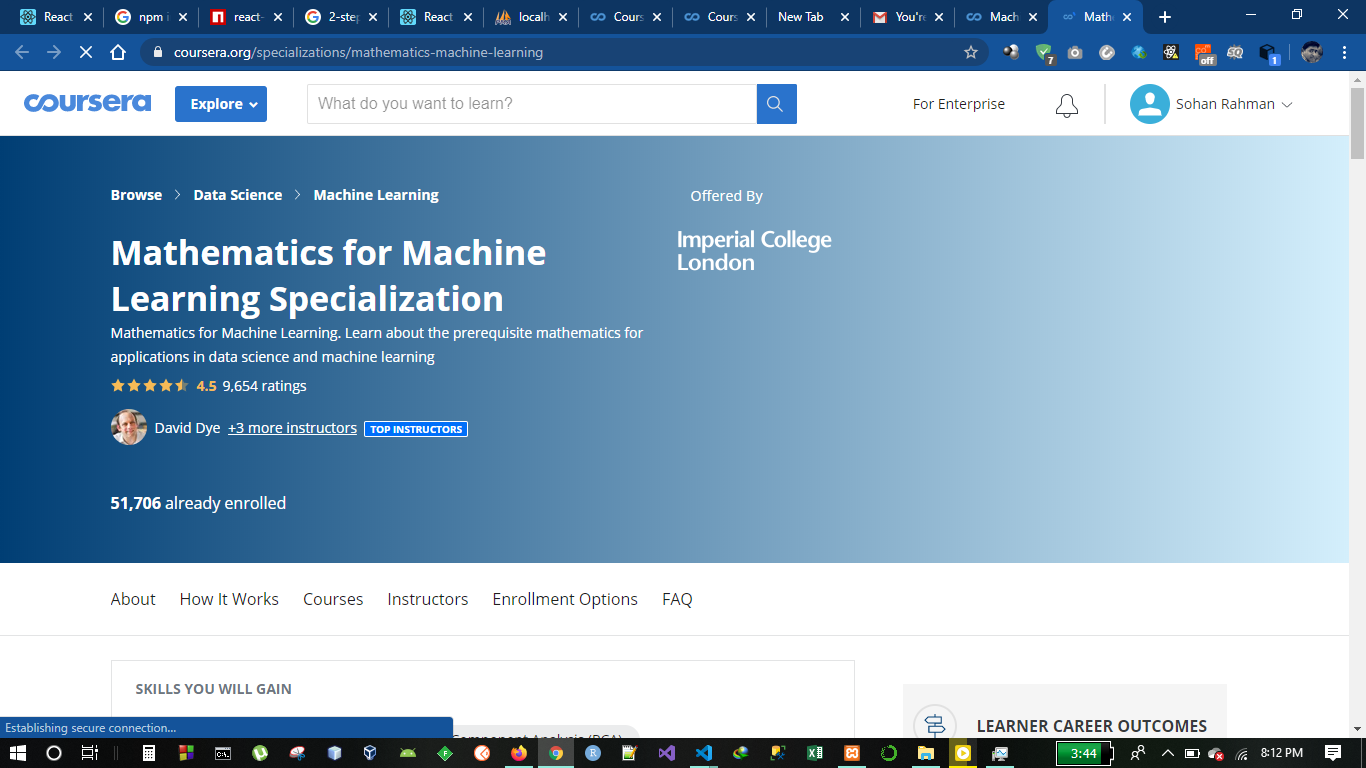 React
npm i
react-
2-step
React
localh
Cours
Cours
New Tab
You're
Mach
Mathe
coursera.org/specializations/mathematics-machine-learning
7
off
SQ
1
coursera
Explore
What do you want to learn?
For Enterprise
Sohan Rahman
Browse
Data Science
Machine Learning
Offered By
Imperial College
London
Mathematics for Machine
Learning Specialization
Mathematics for Machine Learning. Learn about the prerequisite mathematics for
applications in data science and machine learning
4.5 9,654 ratings
David Dye +3 more instructors TOP INSTRUCTORS
51,706 already enrolled
About How It Works Courses Instructors Enrollment Options FAQ
SKILLS YOU WILL GAIN
Component Analysis (PCA)
LEARNER CAREER OUTCOMES
Establishing secure connection...
3:44
8:12 PM